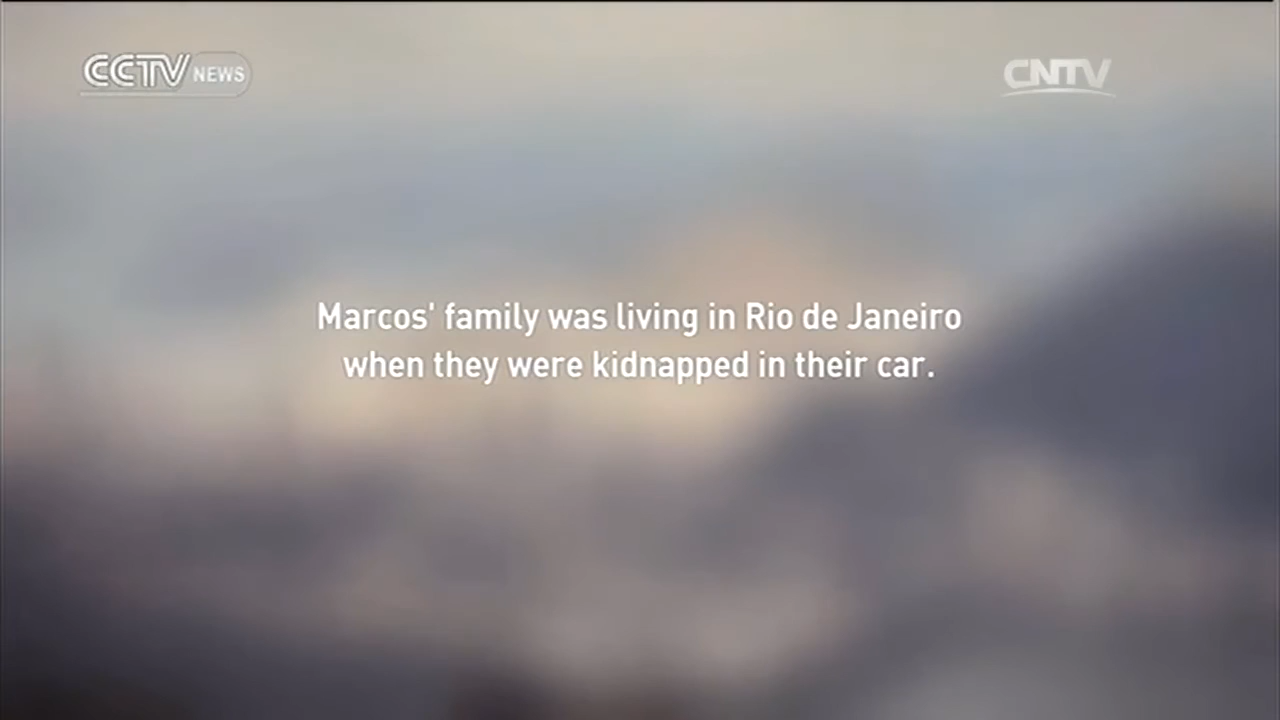 CCTV NEWS
CNTV
Marcos' family was living in Rio de Janeiro
when they were kidnapped in their car.